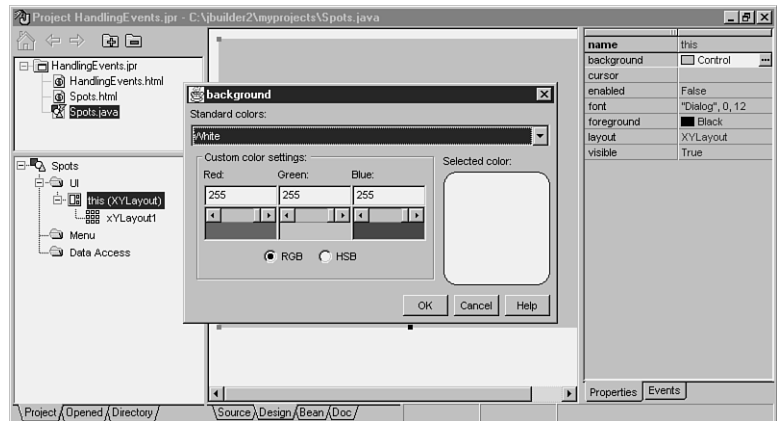 Project HandlingEvents.jpr - C:\jbuilder2\myprojects\Spots.java
HandlingEvents.jpr
HandlingEvents.html
Spots.html
Spots.java
Spots
UI
this (XYLayout)
xYLayout1
Menu
Data Access
background
Standard colors:
White
Custom color settings:
Selected color:
Red: Green: Blue:
255 255 255
RGB HSB
OK Cancel Help
name this
background Control ...
cursor
enabled False
font "Dialog", 0, 12
foreground Black
layout XYLayout
visible True
Properties Events
Project Opened Directory
Source Design Bean Doc